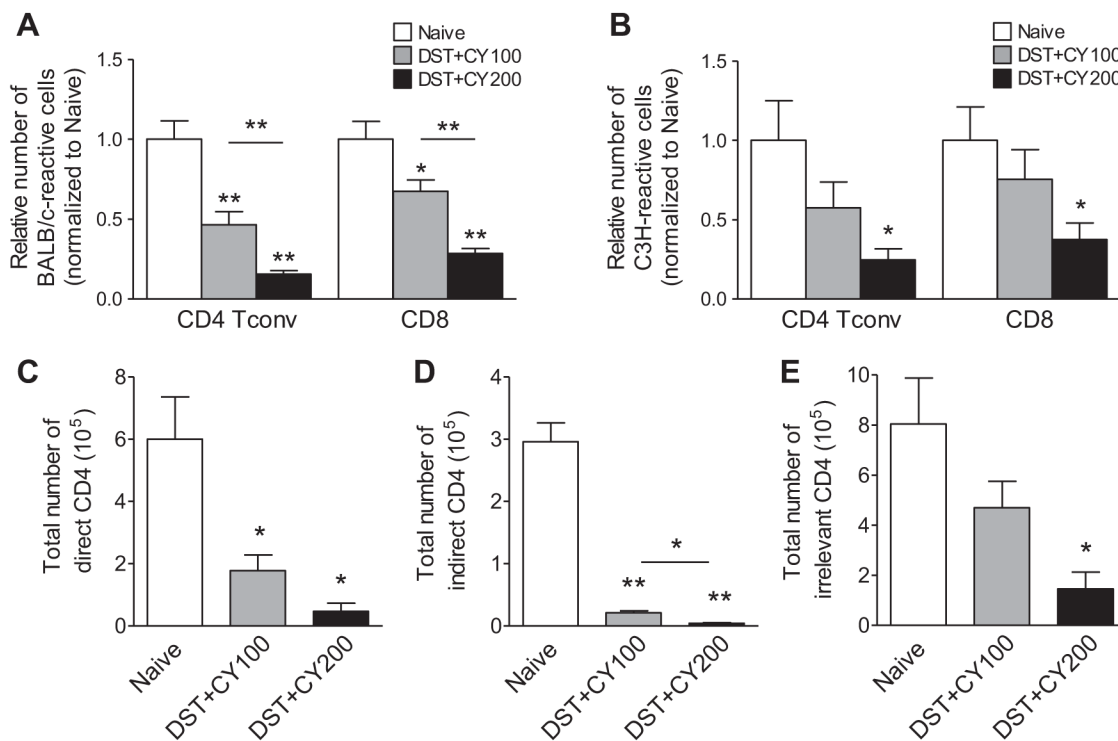 A
Naive
DST+CY100
DST+CY200
Relative number of
BALB/c-reactive cells
(normalized to Naive)
1.5
1.0
0.5
0.0
**
**
**
**
*
**
CD4 Tconv
CD8
B
Naive
DST+CY100
DST+CY200
Relative number of
C3H-reactive cells
(normalized to Naive)
1.5
1.0
0.5
0.0
*
*
CD4 Tconv
CD8
C
Total number of
direct CD4 (10⁵)
8
6
4
2
0
*
*
Naive
DST+CY100
DST+CY200
D
Total number of
indirect CD4 (10⁵)
4
3
2
1
0
*
**
**
Naive
DST+CY100
DST+CY200
E
Total number of
irrelevant CD4 (10⁵)
10
8
6
4
2
0
*
Naive
DST+CY100
DST+CY200